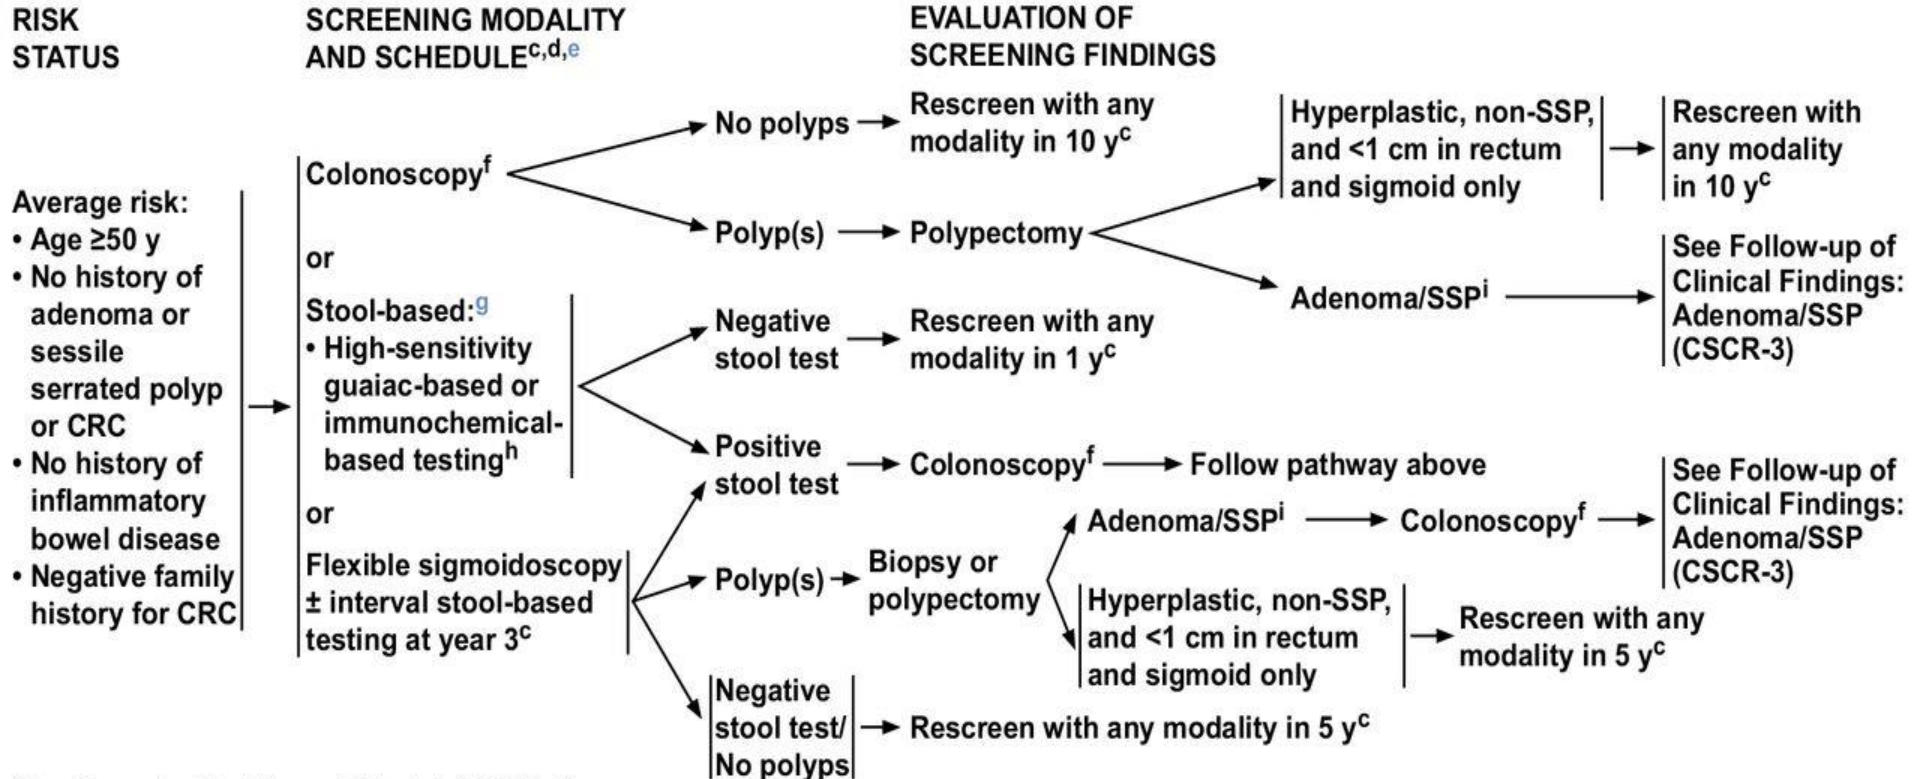 RISK
STATUS
SCREENING MODALITY
AND SCHEDULEc,d,e
EVALUATION OF
SCREENING FINDINGS
Average risk:
• Age ≥50 y
• No history of
adenoma or
sessile
serrated polyp
or CRC
• No history of
inflammatory
bowel disease
• Negative family
history for CRC
Colonoscopyf
or
Stool-based:g
• High-sensitivity
guaiac-based or
immunochemical-
based testingh
or
Flexible sigmoidoscopy
± interval stool-based
testing at year 3c
No polyps
Rescreen with any
modality in 10 yc
Polyp(s)
Polypectomy
Hyperplastic, non-SSP,
and <1 cm in rectum
and sigmoid only
Rescreen with
any modality
in 10 yc
Adenoma/SSPi
See Follow-up of
Clinical Findings:
Adenoma/SSP
(CSCR-3)
Negative
stool test
Rescreen with any
modality in 1 yc
Positive
stool test
Colonoscopyf
Follow pathway above
Polyp(s)
Biopsy or
polypectomy
Adenoma/SSPi
Colonoscopyf
See Follow-up of
Clinical Findings:
Adenoma/SSP
(CSCR-3)
Hyperplastic, non-SSP,
and <1 cm in rectum
and sigmoid only
Rescreen with any
modality in 5 yc
Negative
stool test/
No polyps
Rescreen with any modality in 5 yc